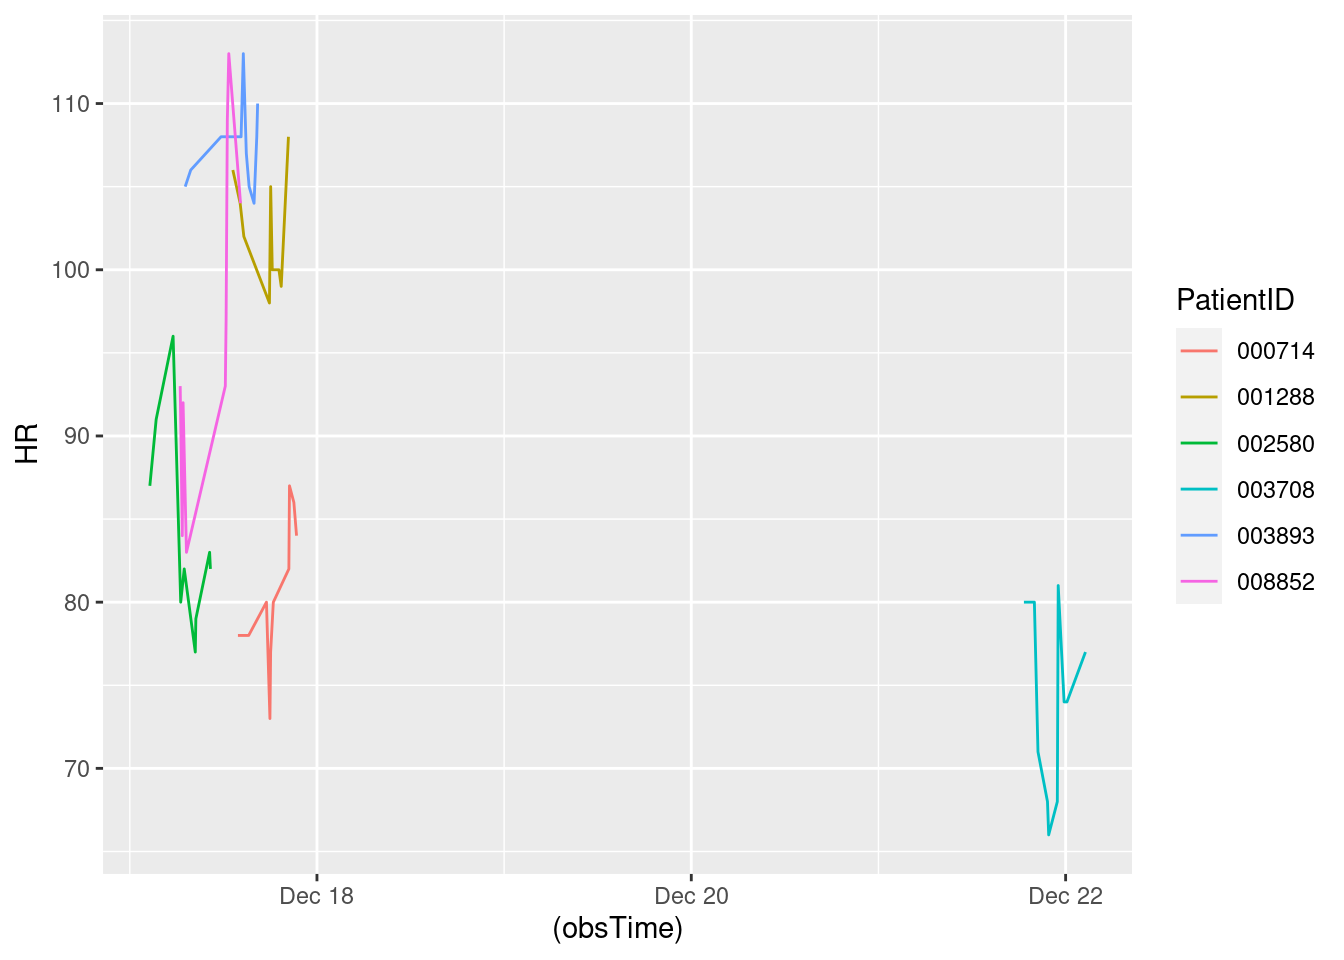 110
100
90
80
70
HR
Dec 18
Dec 20
Dec 22
(obsTime)
PatientID
000714
001288
002580
003708
003893
008852